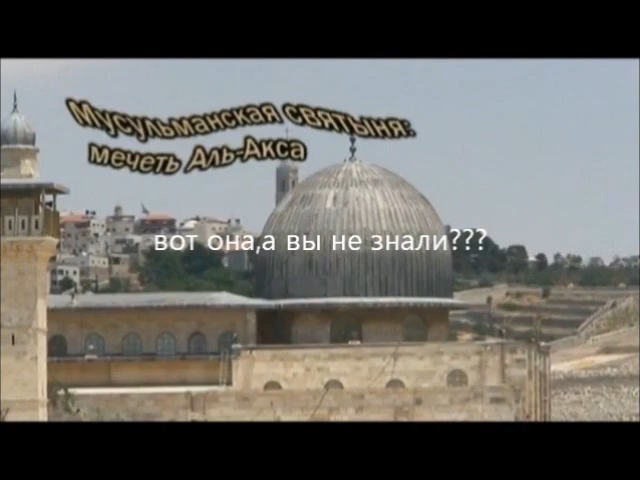 Мусульманская святыня:
мечеть Аль-Акса
вот она,а вы не знали???